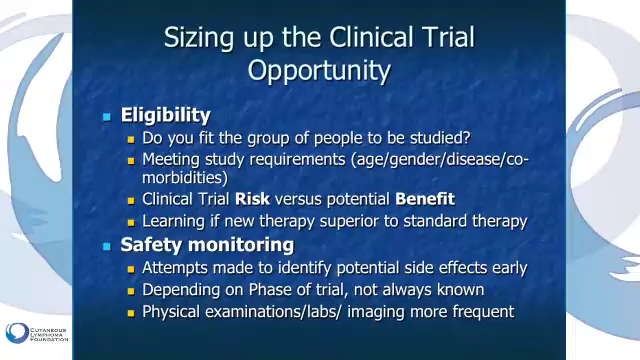 Sizing up the Clinical Trial
Opportunity
Eligibility
Do you fit the group of people to be studied?
Meeting study requirements (age/gender/disease/co-
morbidities)
Clinical Trial Risk versus potential Benefit
Learning if new therapy superior to standard therapy
Safety monitoring
Attempts made to identify potential side effects early
Depending on Phase of trial, not always known
Physical examinations/labs/ imaging more frequent
CUTANEOUS
LYMPHOMA
FOUNDATION